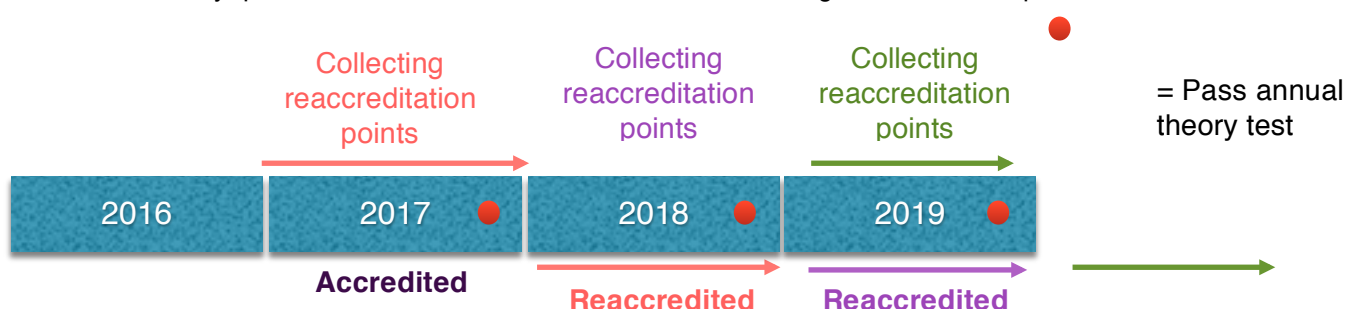 Collecting
reaccreditation
points
Collecting
reaccreditation
points
Collecting
reaccreditation
points
= Pass annual
theory test
2016
2017
2018
2019
Accredited
Reaccredited
Reaccredited